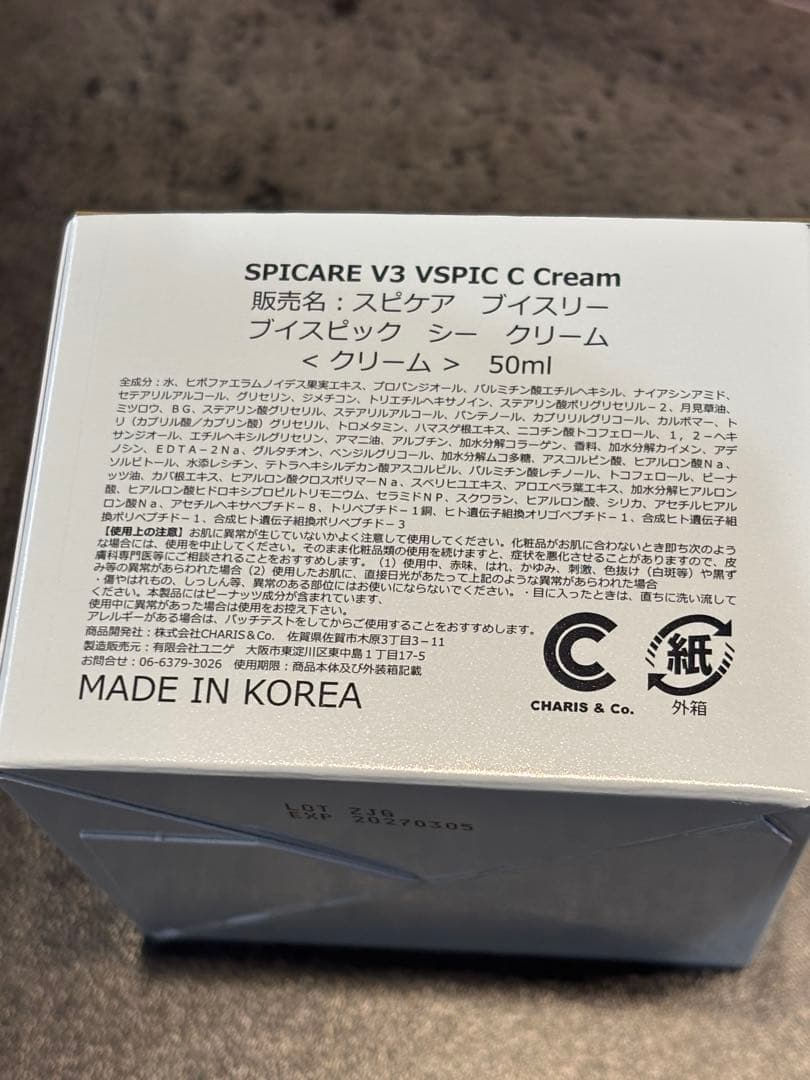 SPICARE V3 VSPIC C Cream
販売名：スピケア　ブイスリー
ブイスピック　シー　クリーム
＜クリーム＞　50ml
全成分：水、ヒポファエラムノイデス果実エキス、プロパンジオール、パルミチン酸エチルヘキシル、ナイアシンアミド、
セテアリルアルコール、グリセリン、ジメチコン、トリエチルヘキサノイン、ステアリン酸ポリグリセリル－2、月見草油、
ミツロウ、ＢＧ、ステアリン酸グリセリル、ステアリルアルコール、パンテノール、カプリリルグリコール、カルボマー、ト
リ（カプリル酸／カプリン酸）グリセリル、トロメタミン、ハマスゲ根エキス、ニコチン酸トコフェロール、１，２－ヘキ
サンジオール、エチルヘキシルグリセリン、アマニ油、アルブチン、加水分解コラーゲン、香料、加水分解カイメン、アデ
ノシン、ＥＤＴＡ－２Ｎａ、グルタチオン、ベンジルグリコール、加水分解ムコ多糖、アスコルビン酸、ヒアルロン酸Ｎａ、
ソルビトール、水添レシチン、テトラヘキシルデカン酸アスコルビル、パルミチン酸レチノール、トコフェロール、ピーナ
ッツ油、カバ根エキス、ヒアルロン酸クロスポリマーＮａ、スベリヒユエキス、アロエベラ葉エキス、加水分解ヒアルロン
酸、ヒアルロン酸ヒドロキシプロピルトリモニウム、セラミドＮＰ、スクワラン、ヒアルロン酸、シリカ、アセチルヒアル
ロン酸Ｎａ、アセチルヘキサペプチド－８、トリペプチド－１銅、ヒト遺伝子組換オリゴペプチド－１、合成ヒト遺伝子組
換ポリペプチド－１、合成ヒト遺伝子組換ポリペプチド－３
【使用上の注意】お肌に異常が生じていないかよく注意して使用してください。化粧品がお肌に合わないとき即ち次のよう
な場合には、使用を中止してください。そのまま化粧品類の使用を続けますと、症状を悪化させることがありますので、皮
膚科専門医等にご相談されることをおすすめします。（1）使用中、赤味、はれ、かゆみ、刺激、色抜け（白斑等）や黒ず
み等の異常があらわれた場合（2）使用したお肌に、直接日光があたって上記のような異常があらわれた場合
・傷やはれもの、しっしん等、異常のある部位にはお使いにならないでください。・目に入ったときは、直ちに洗い流して
ください。本製品にはピーナッツ成分が含まれています、
使用中に異常があった場合は使用をお控え下さい。
アレルギーがある場合は、パッチテストをしてからご使用することをおすすめします。
商品開発社：株式会社CHARIS&Co.　佐賀県佐賀市木原3丁目3－11
製造販売元：有限会社ユニゲ　大阪市東淀川区東中島１丁目17-5
お問合せ：06-6379-3026　使用期限：商品本体及び外装箱記載
MADE IN KOREA
CHARIS & Co.
紙
外箱
LOT ZJG
EXP 20270305